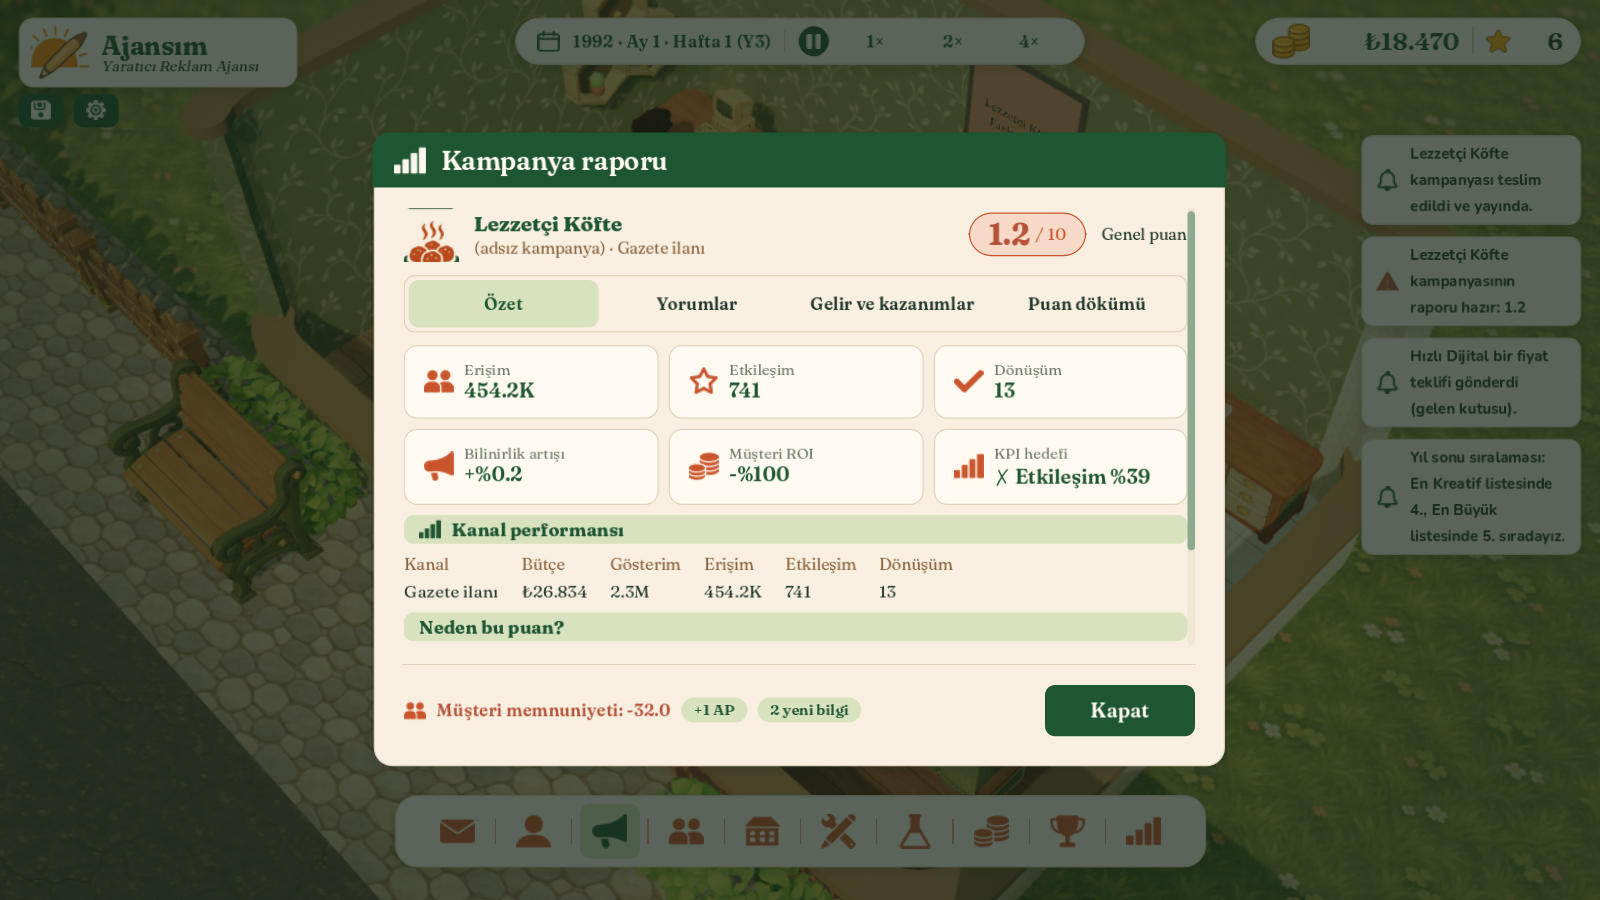 Ajansım
Yaratıcı Reklam Ajansı
1992 · Ay 1 · Hafta 1 (Y3)
1×
2×
4×
₺18.470
6
Kampanya raporu
Lezzetçi Köfte
(adsız kampanya) · Gazete ilanı
1.2 / 10
Genel puan
Özet
Yorumlar
Gelir ve kazanımlar
Puan dökümü
Erişim
454.2K
Etkileşim
741
Dönüşüm
13
Bilinirlik artışı
+%0.2
Müşteri ROI
-%100
KPI hedefi
✗ Etkileşim %39
Kanal performansı
Kanal Bütçe Gösterim Erişim Etkileşim Dönüşüm
Gazete ilanı ₺26.834 2.3M 454.2K 741 13
Neden bu puan?
Müşteri memnuniyeti: -32.0
+1 AP
2 yeni bilgi
Kapat
Lezzetçi Köfte
kampanyası teslim
edildi ve yayında.
Lezzetçi Köfte
kampanyasının
raporu hazır: 1.2
Hızlı Dijital bir fiyat
teklifi gönderdi
(gelen kutusu).
Yıl sonu sıralaması:
En Kreatif listesinde
4., En Büyük
listesinde 5. sıradayız.